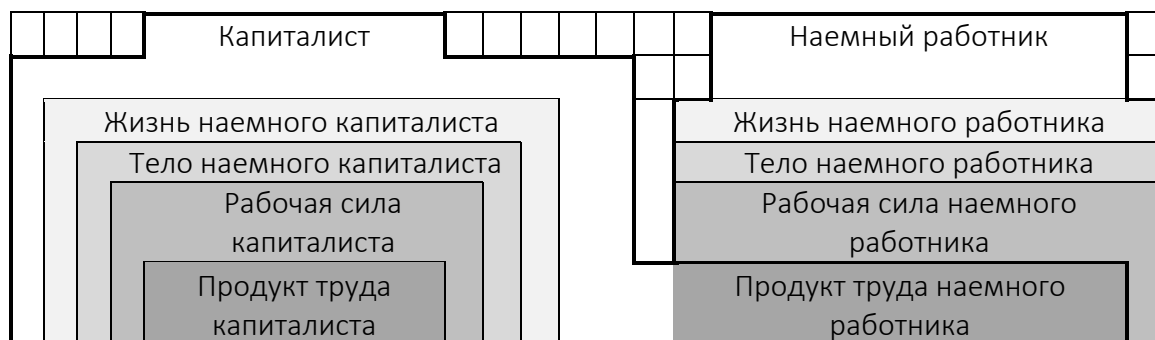 Капиталист
Наемный работник
Жизнь наемного капиталиста
Жизнь наемного работника
Тело наемного капиталиста
Тело наемного работника
Рабочая сила
капиталиста
Рабочая сила наемного
работника
Продукт труда
капиталиста
Продукт труда наемного
работника